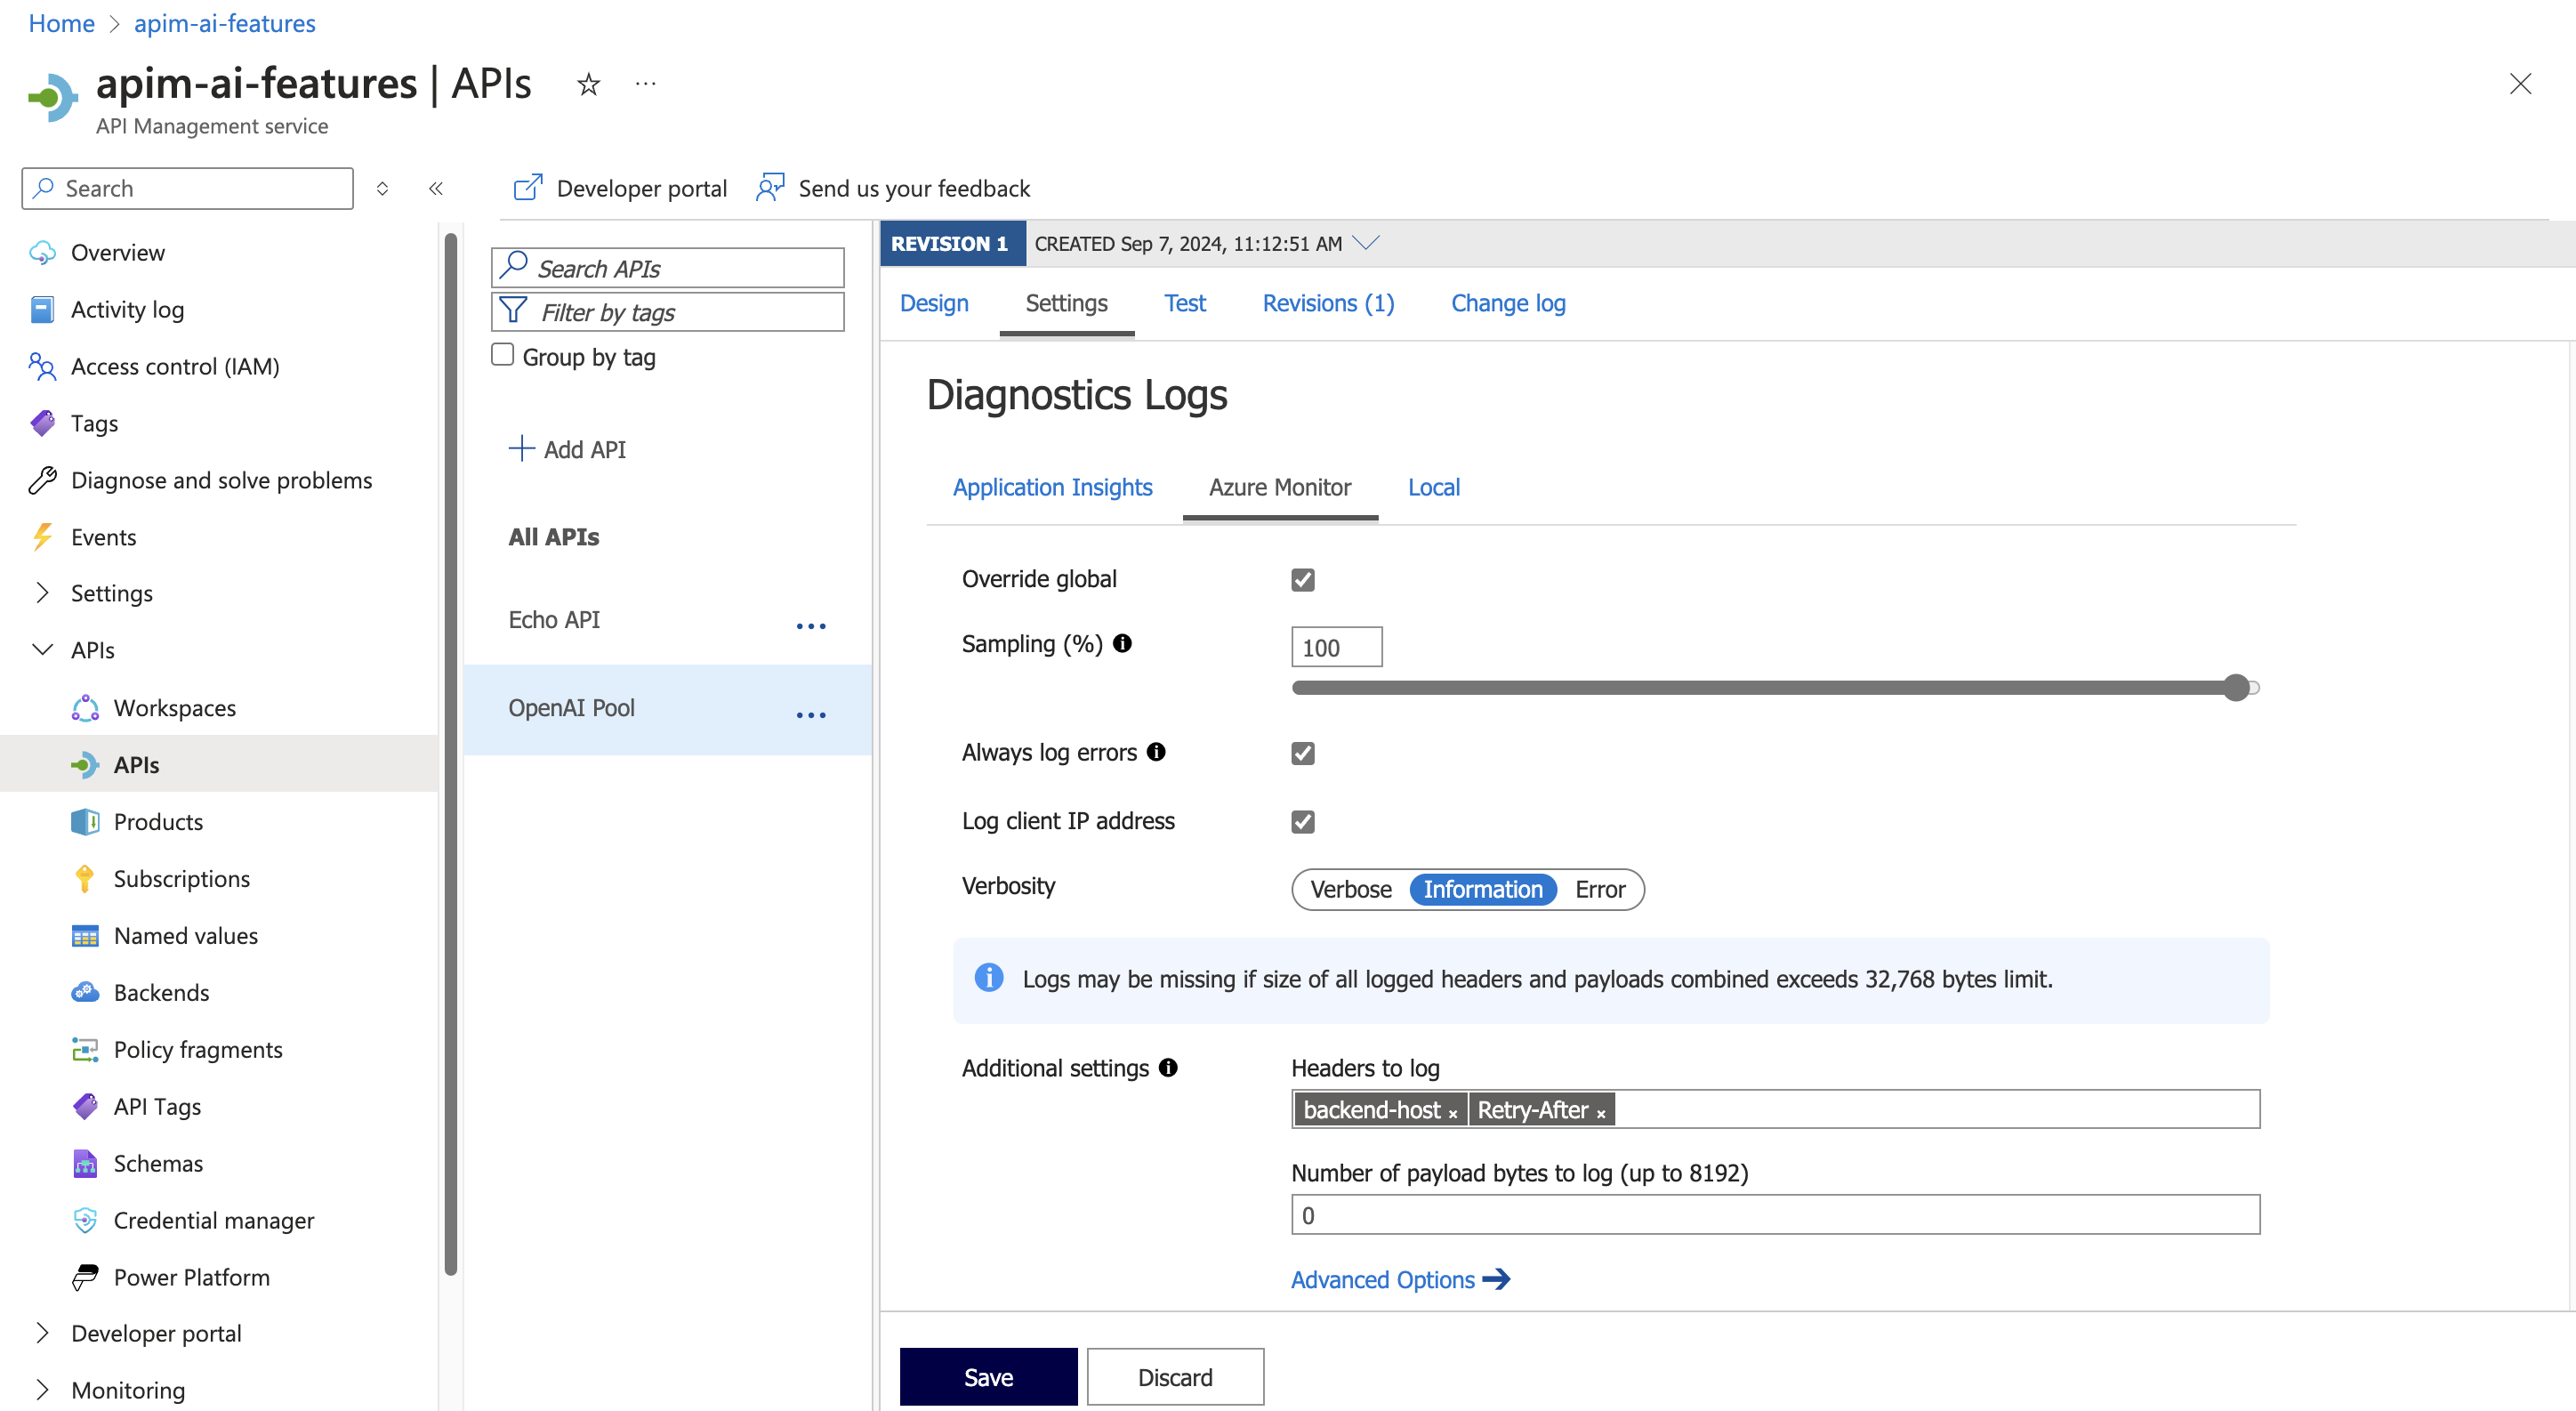 Home > apim-ai-features
apim-ai-features | APIs
API Management service
Search
Overview
Activity log
Access control (IAM)
Tags
Diagnose and solve problems
Events
Settings
APIs
Workspaces
APIs
Products
Subscriptions
Named values
Backends
Policy fragments
API Tags
Schemas
Credential manager
Power Platform
Developer portal
Monitoring
Developer portal
Send us your feedback
Search APIs
Filter by tags
Group by tag
Add API
All APIs
Echo API
OpenAI Pool
REVISION 1 CREATED Sep 7, 2024, 11:12:51 AM
Design Settings Test Revisions (1) Change log
Diagnostics Logs
Application Insights Azure Monitor Local
Override global
Sampling (%) 100
Always log errors
Log client IP address
Verbosity Verbose Information Error
Logs may be missing if size of all logged headers and payloads combined exceeds 32,768 bytes limit.
Additional settings Headers to log
backend-host × Retry-After ×
Number of payload bytes to log (up to 8192)
0
Advanced Options
Save Discard